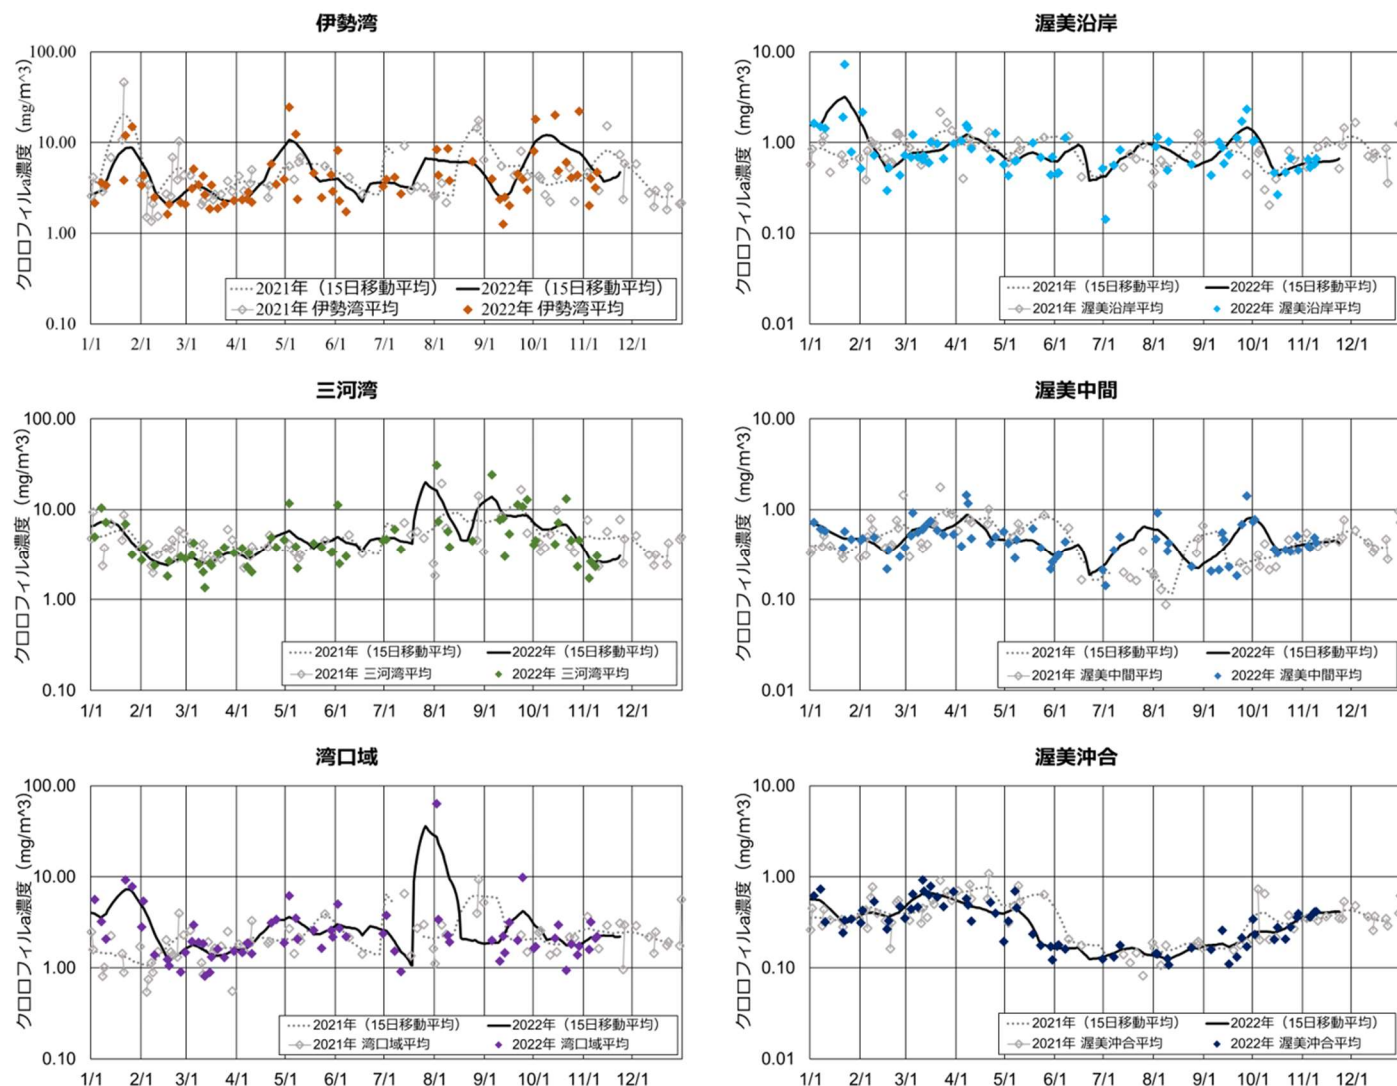 伊勢湾
クロロフィルa濃度（mg/m^3）
100.00
10.00
1.00
0.10
2021年（15日移動平均）
2022年（15日移動平均）
2021年 伊勢湾平均
2022年 伊勢湾平均
1/1 2/1 3/1 4/1 5/1 6/1 7/1 8/1 9/1 10/1 11/1 12/1
渥美沿岸
クロロフィルa濃度（mg/m^3）
10.00
1.00
0.10
0.01
2021年（15日移動平均）
2022年（15日移動平均）
2021年 渥美沿岸平均
2022年 渥美沿岸平均
1/1 2/1 3/1 4/1 5/1 6/1 7/1 8/1 9/1 10/1 11/1 12/1
三河湾
クロロフィルa濃度（mg/m^3）
100.00
10.00
1.00
0.10
2021年（15日移動平均）
2022年（15日移動平均）
2021年 三河湾平均
2022年 三河湾平均
1/1 2/1 3/1 4/1 5/1 6/1 7/1 8/1 9/1 10/1 11/1 12/1
渥美中間
クロロフィルa濃度（mg/m^3）
10.00
1.00
0.10
0.01
2021年（15日移動平均）
2022年（15日移動平均）
2021年 渥美中間平均
2022年 渥美中間平均
1/1 2/1 3/1 4/1 5/1 6/1 7/1 8/1 9/1 10/1 11/1 12/1
湾口域
クロロフィルa濃度（mg/m^3）
100.00
10.00
1.00
0.10
2021年（15日移動平均）
2022年（15日移動平均）
2021年 湾口域平均
2022年 湾口域平均
1/1 2/1 3/1 4/1 5/1 6/1 7/1 8/1 9/1 10/1 11/1 12/1
渥美沖合
クロロフィルa濃度（mg/m^3）
10.00
1.00
0.10
0.01
2021年（15日移動平均）
2022年（15日移動平均）
2021年 渥美沖合平均
2022年 渥美沖合平均
1/1 2/1 3/1 4/1 5/1 6/1 7/1 8/1 9/1 10/1 11/1 12/1